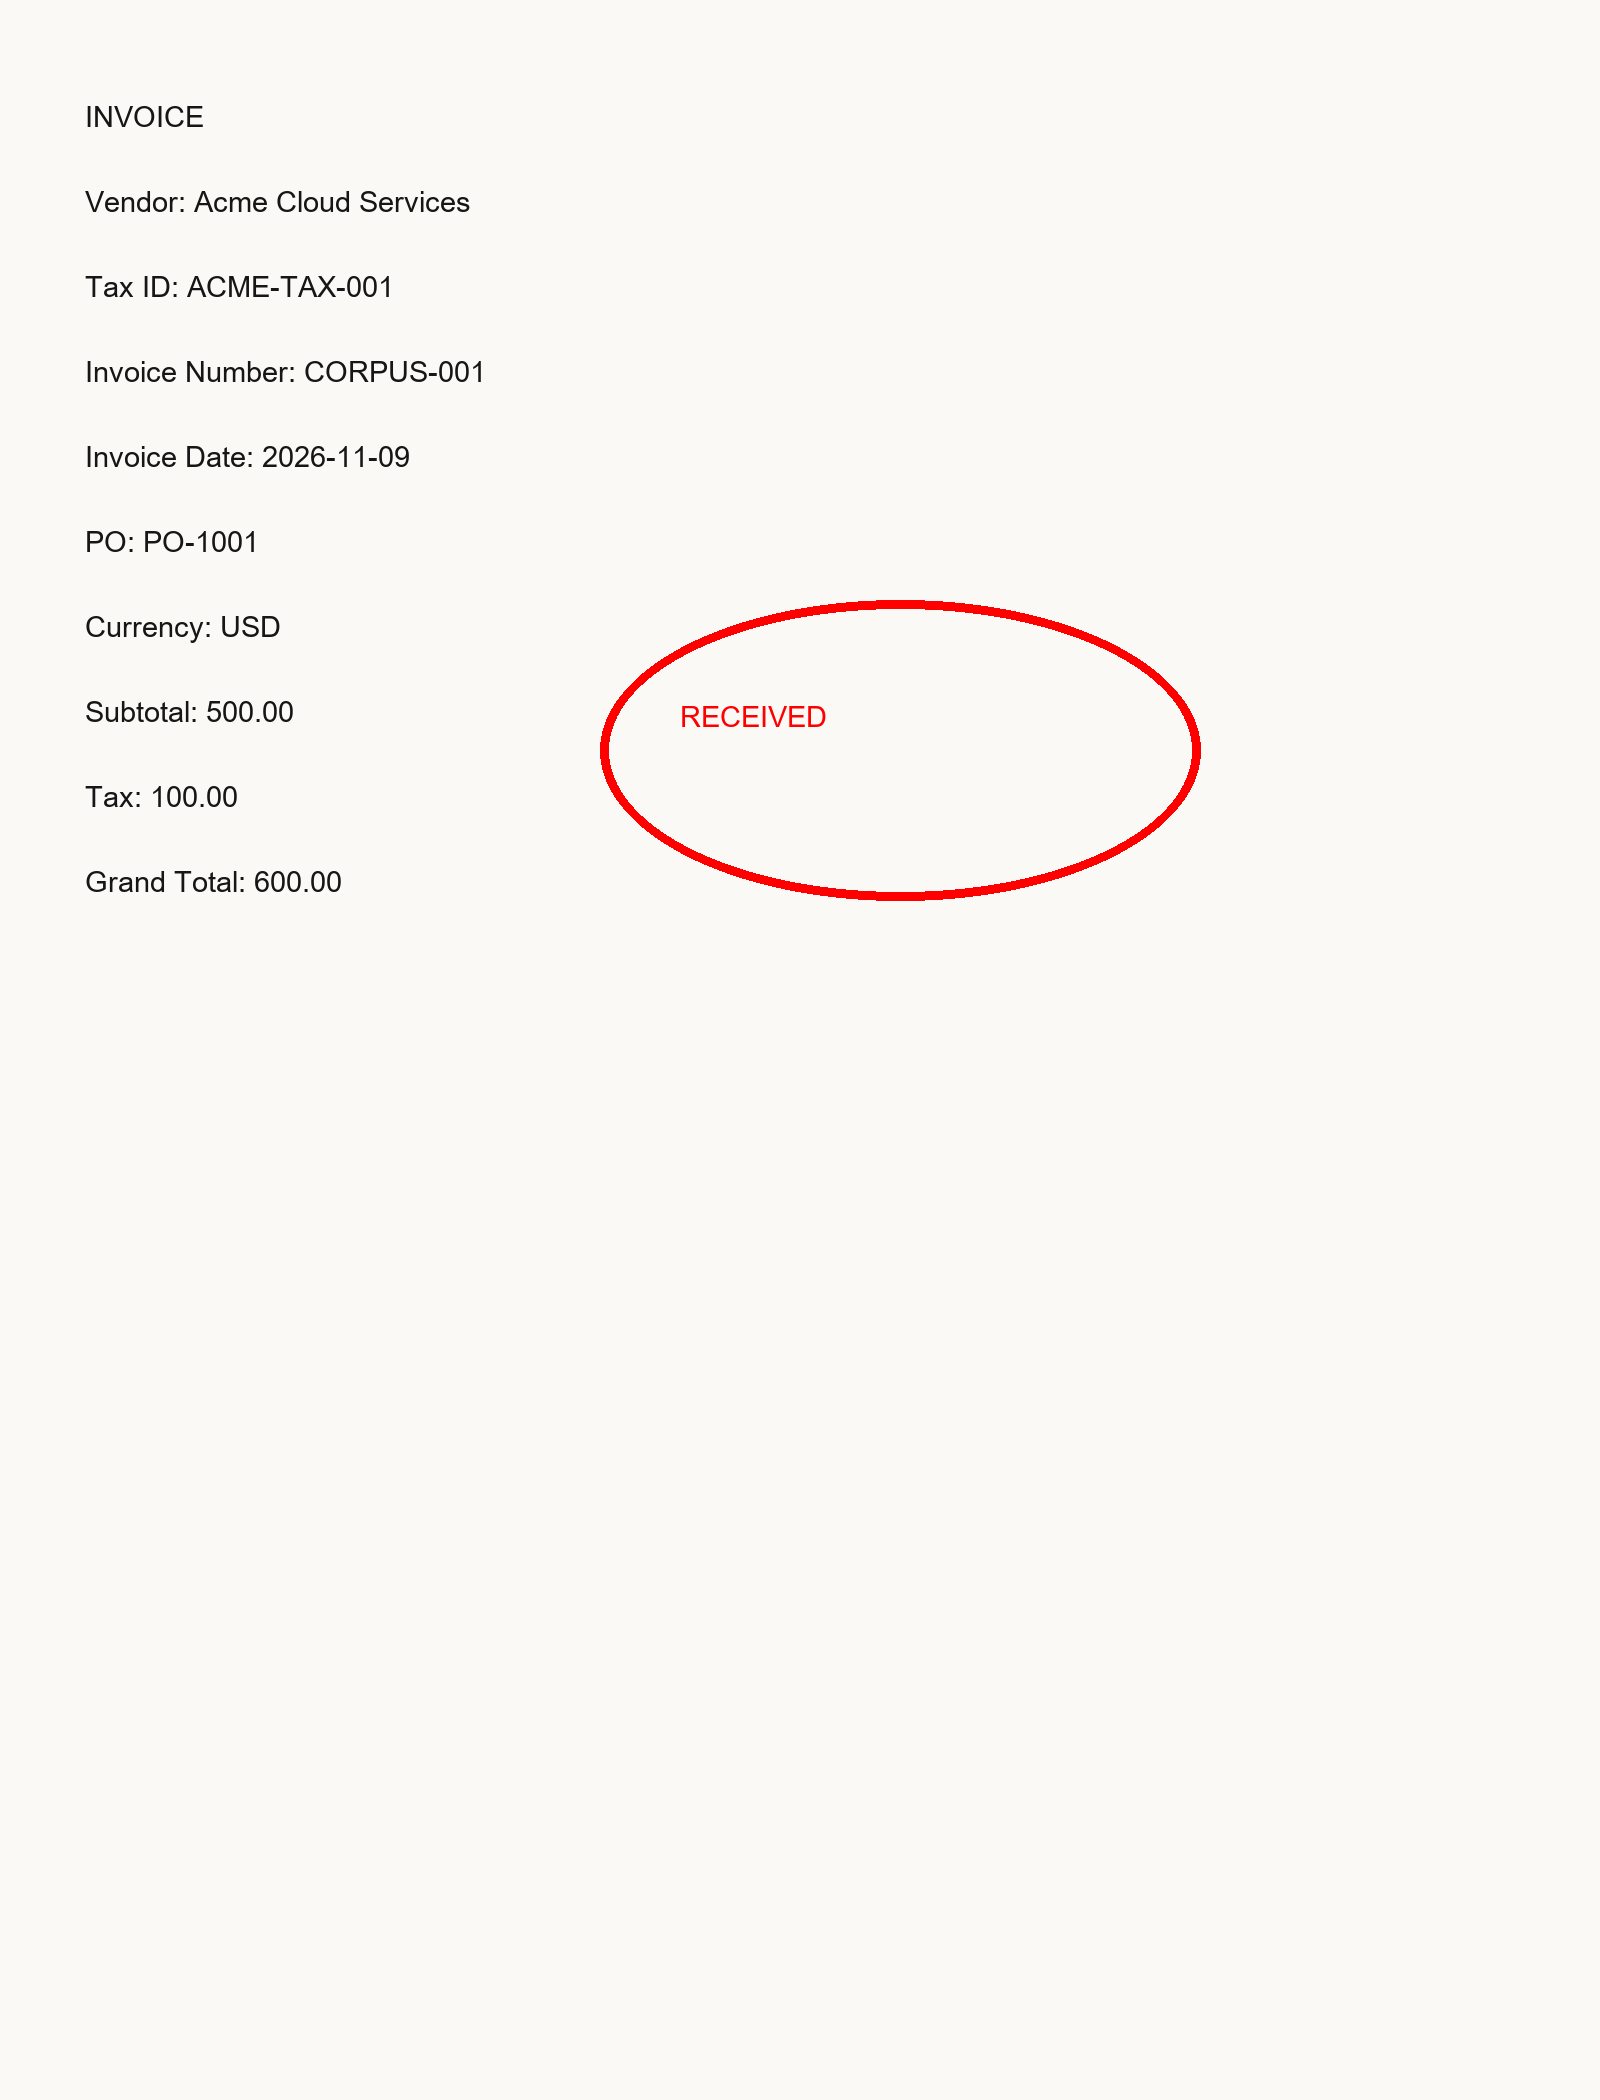 INVOICE
Vendor: Acme Cloud Services
Tax ID: ACME-TAX-001
Invoice Number: CORPUS-001
Invoice Date: 2026-11-09
PO: PO-1001
Currency: USD
Subtotal: 500.00
RECEIVED
Tax: 100.00
Grand Total: 600.00